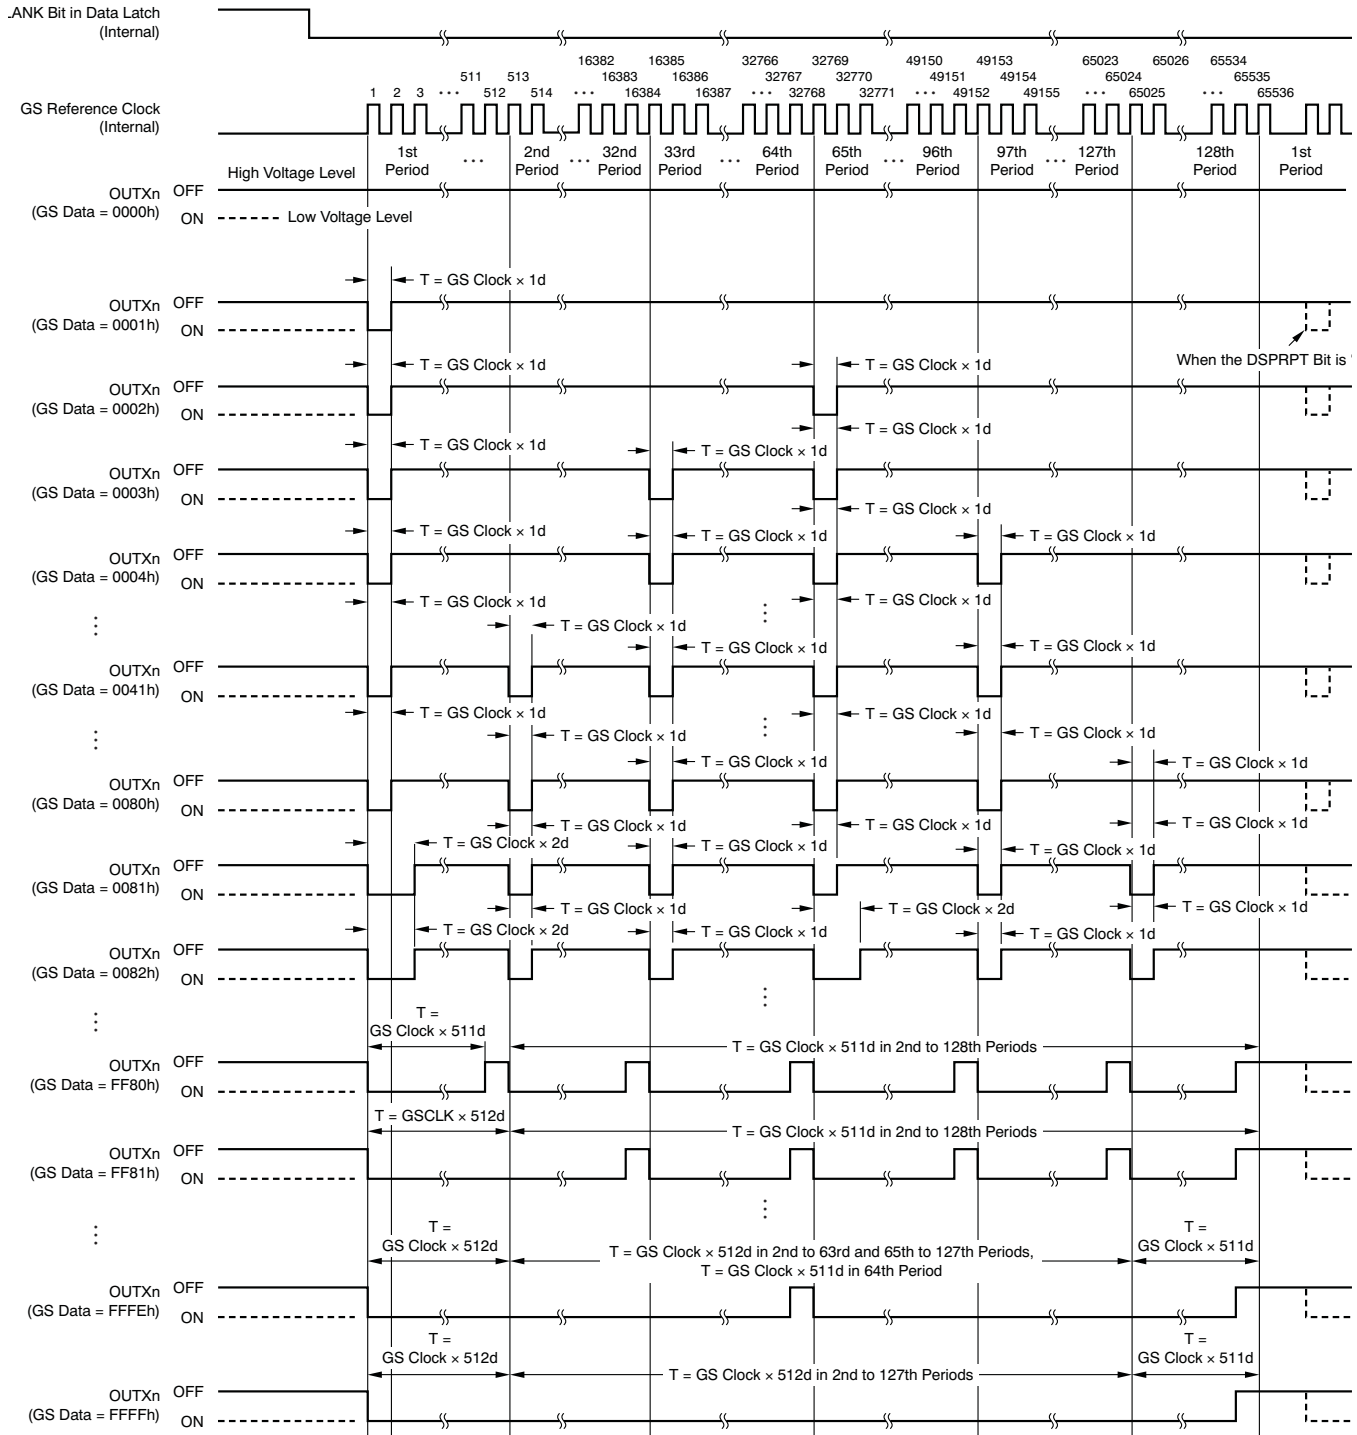 .ANK Bit in Data Latch
(Internal)
16382 16385 32766 32769 49150 49153 65023 65026 65534
16383 16386 32767 32770 49151 49154 65024 65535
511 513
1 2 3 ... 512 514 ... 16384 16387 ... 32768 32771 ... 49152 49155 ... 65025 ... 65536
GS Reference Clock
(Internal)
1st Period ... 2nd Period ... 32nd Period 33rd Period ... 64th Period 65th Period ... 96th Period 97th Period ... 127th Period 128th Period 1st Period
High Voltage Level
OUTXn
(GS Data = 0000h)
OFF
ON
Low Voltage Level
T = GS Clock × 1d
OUTXn
(GS Data = 0001h)
OFF
ON
When the DSPRPT Bit is '
T = GS Clock × 1d T = GS Clock × 1d
OUTXn
(GS Data = 0002h)
OFF
ON
T = GS Clock × 1d T = GS Clock × 1d T = GS Clock × 1d
OUTXn
(GS Data = 0003h)
OFF
ON
T = GS Clock × 1d T = GS Clock × 1d T = GS Clock × 1d T = GS Clock × 1d
OUTXn
(GS Data = 0004h)
OFF
ON
T = GS Clock × 1d T = GS Clock × 1d T = GS Clock × 1d T = GS Clock × 1d T = GS Clock × 1d
OUTXn
(GS Data = 0041h)
OFF
ON
T = GS Clock × 1d T = GS Clock × 1d T = GS Clock × 1d T = GS Clock × 1d T = GS Clock × 1d T = GS Clock × 1d
OUTXn
(GS Data = 0080h)
OFF
ON
T = GS Clock × 2d T = GS Clock × 1d T = GS Clock × 1d T = GS Clock × 1d T = GS Clock × 1d T = GS Clock × 1d
OUTXn
(GS Data = 0081h)
OFF
ON
T = GS Clock × 2d T = GS Clock × 1d T = GS Clock × 1d T = GS Clock × 2d T = GS Clock × 1d T = GS Clock × 1d
OUTXn
(GS Data = 0082h)
OFF
ON
T =
GS Clock × 511d
T = GS Clock × 511d in 2nd to 128th Periods
OUTXn
(GS Data = FF80h)
OFF
ON
T = GSCLK × 512d
T = GS Clock × 511d in 2nd to 128th Periods
OUTXn
(GS Data = FF81h)
OFF
ON
T =
GS Clock × 512d
T = GS Clock × 512d in 2nd to 63rd and 65th to 127th Periods,
T = GS Clock × 511d in 64th Period
T =
GS Clock × 511d
OUTXn
(GS Data = FFFEh)
OFF
ON
T =
GS Clock × 512d
T = GS Clock × 512d in 2nd to 127th Periods
T =
GS Clock × 511d
OUTXn
(GS Data = FFFFh)
OFF
ON